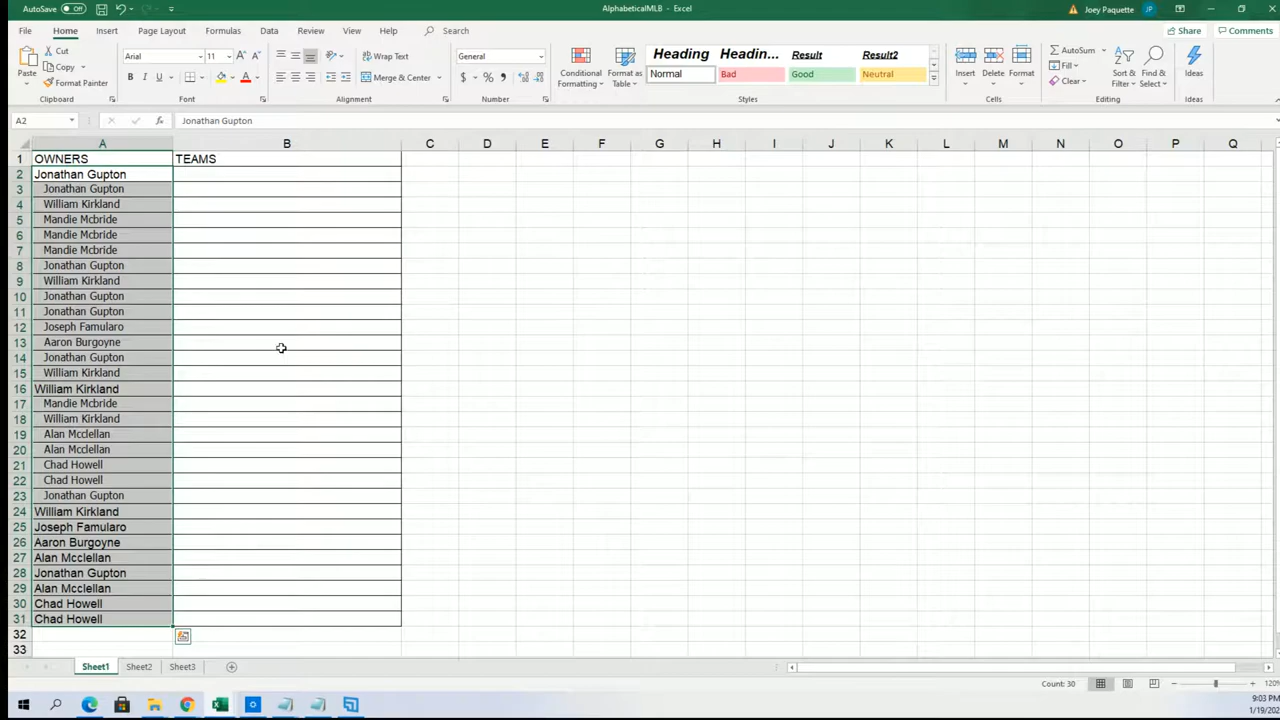 AutoSave Off AlphabeticalMLB - Excel Joey Paquette JP
File Home Insert Page Layout Formulas Data Review View Help Search Share Comments
Paste Cut Copy Format Painter Arial 11 B I U A A Wrap Text Merge & Center General $ % Conditional Formatting Format as Table Heading Headin... Result Result2 Normal Bad Good Neutral Insert Delete Format AutoSum Fill Clear Sort & Filter Find & Select Ideas
Clipboard Font Alignment Number Styles Cells Editing Ideas
A2 fx Jonathan Gupton
A B C D E F G H I J K L M N O P Q
1 OWNERS TEAMS
2 Jonathan Gupton
3 Jonathan Gupton
4 William Kirkland
5 Mandie Mcbride
6 Mandie Mcbride
7 Mandie Mcbride
8 Jonathan Gupton
9 William Kirkland
10 Jonathan Gupton
11 Jonathan Gupton
12 Joseph Famularo
13 Aaron Burgoyne
14 Jonathan Gupton
15 William Kirkland
16 William Kirkland
17 Mandie Mcbride
18 William Kirkland
19 Alan Mcclellan
20 Alan Mcclellan
21 Chad Howell
22 Chad Howell
23 Jonathan Gupton
24 William Kirkland
25 Joseph Famularo
26 Aaron Burgoyne
27 Alan Mcclellan
28 Jonathan Gupton
29 Alan Mcclellan
30 Chad Howell
31 Chad Howell
32
33
Sheet1 Sheet2 Sheet3
Count: 30 120%
9:03 PM
1/19/202